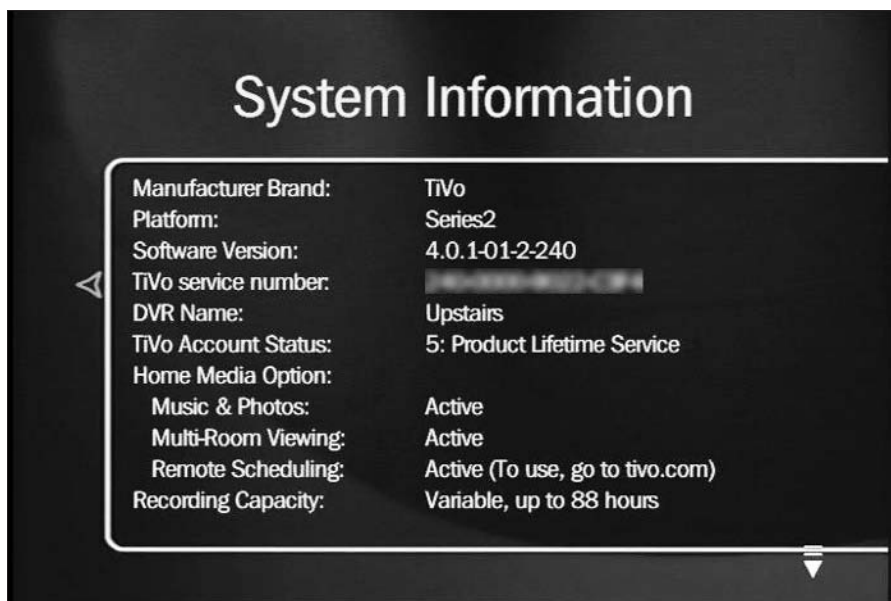 System Information
Manufacturer Brand: TiVo
Platform: Series2
Software Version: 4.0.1-01-2-240
TiVo service number:
DVR Name: Upstairs
TiVo Account Status: 5: Product Lifetime Service
Home Media Option:
Music & Photos: Active
Multi-Room Viewing: Active
Remote Scheduling: Active (To use, go to tivo.com)
Recording Capacity: Variable, up to 88 hours